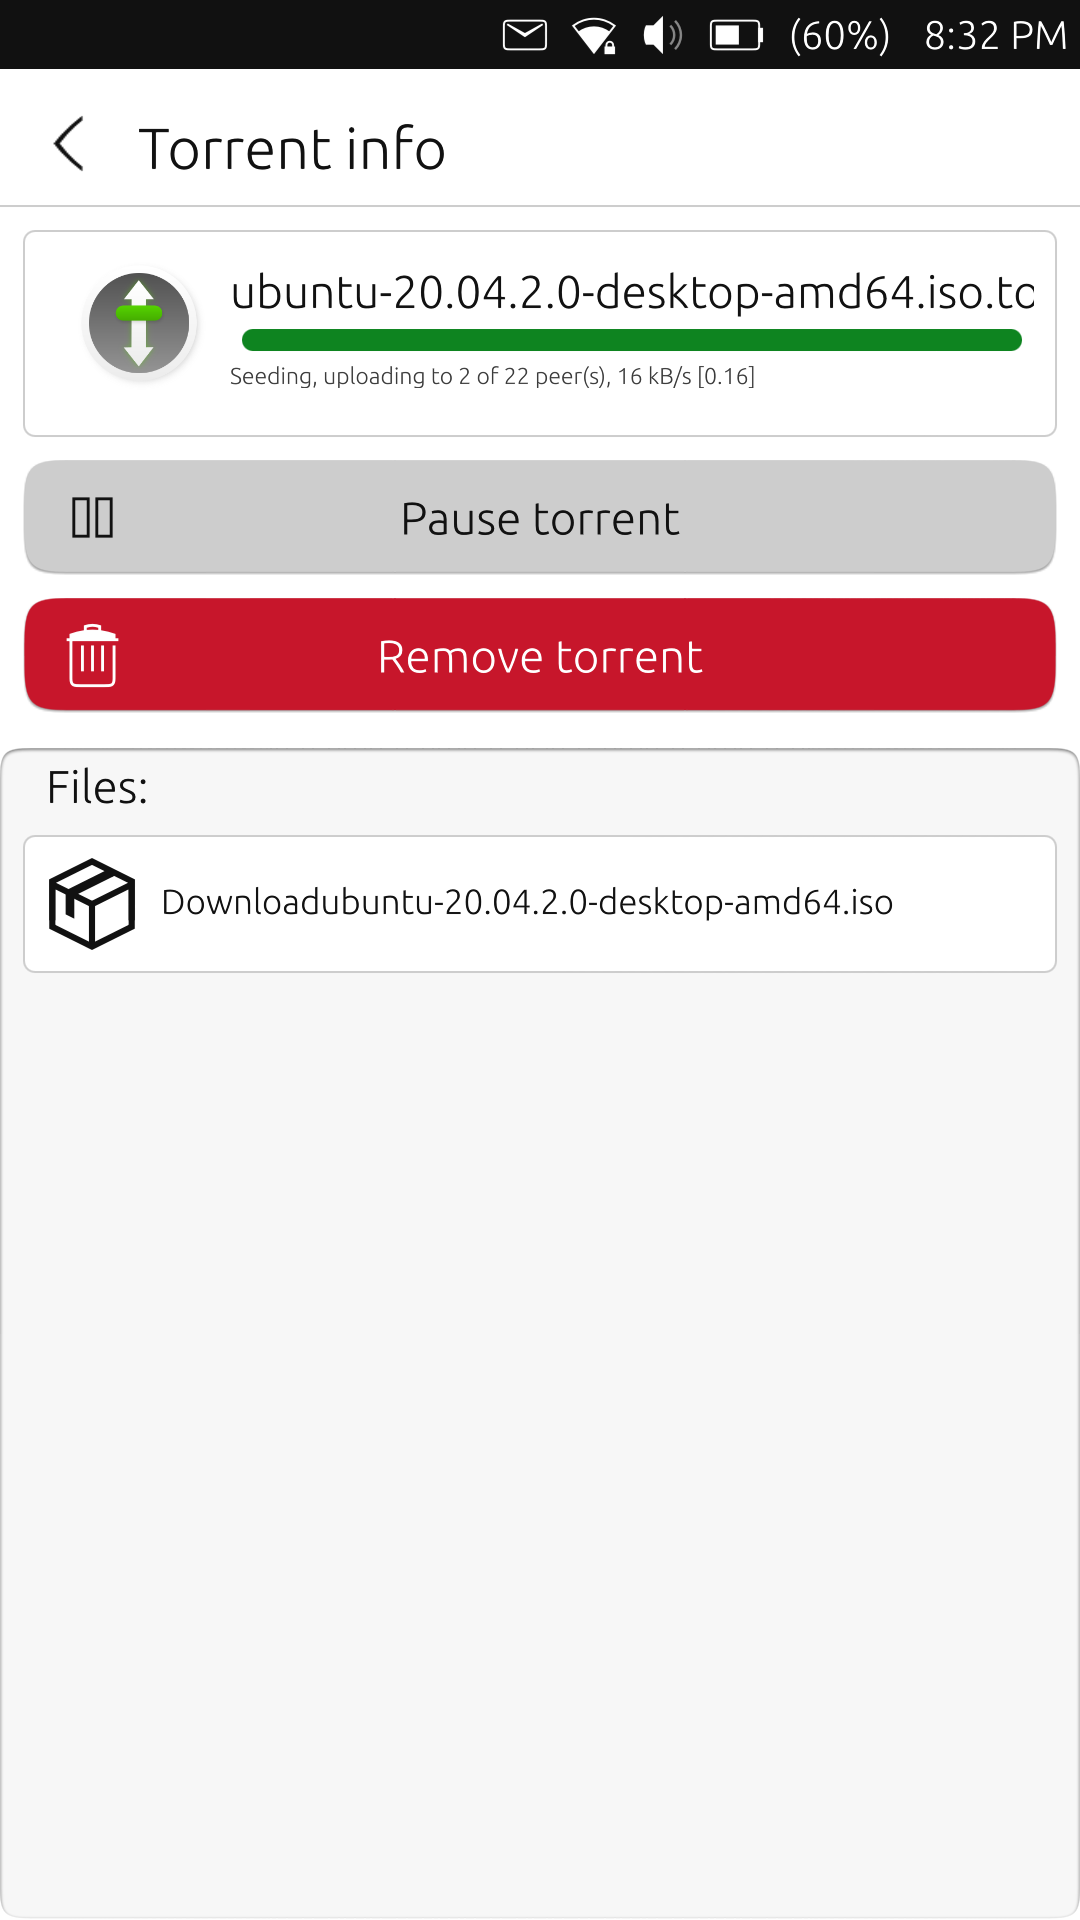 (60%) 8:32 PM
Torrent info
ubuntu-20.04.2.0-desktop-amd64.iso.to
Seeding, uploading to 2 of 22 peer(s), 16 kB/s [0.16]
Pause torrent
Remove torrent
Files:
Downloadubuntu-20.04.2.0-desktop-amd64.iso